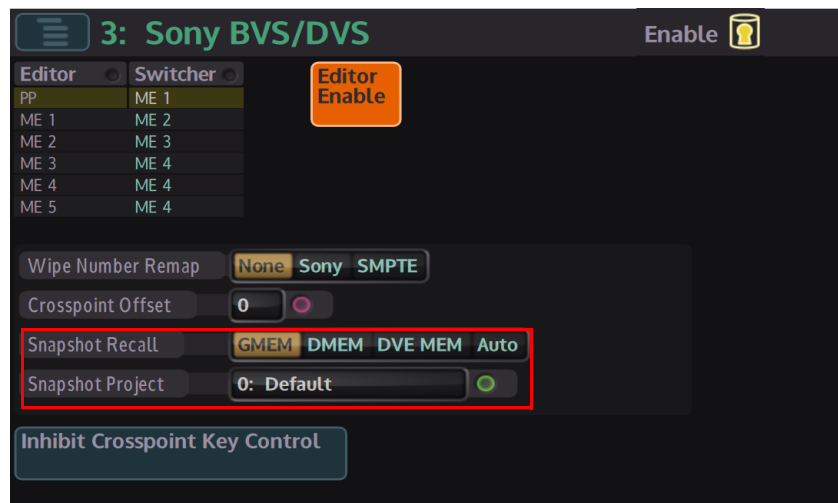 3: Sony BVS/DVS Enable
Editor Switcher
PP ME 1
ME 1 ME 2
ME 2 ME 3
ME 3 ME 4
ME 4 ME 4
ME 5 ME 4
Editor
Enable
Wipe Number Remap None Sony SMPTE
Crosspoint Offset 0
Snapshot Recall GMEM DMEM DVE MEM Auto
Snapshot Project 0: Default
Inhibit Crosspoint Key Control